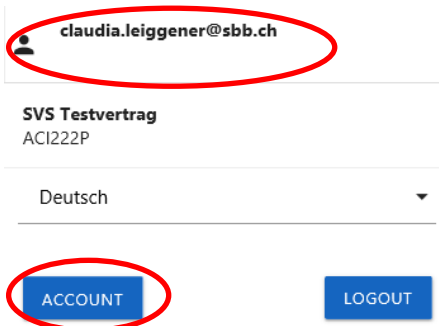 claudia.leiggener@sbb.ch
SVS Testvertrag
ACI222P
Deutsch
ACCOUNT LOGOUT